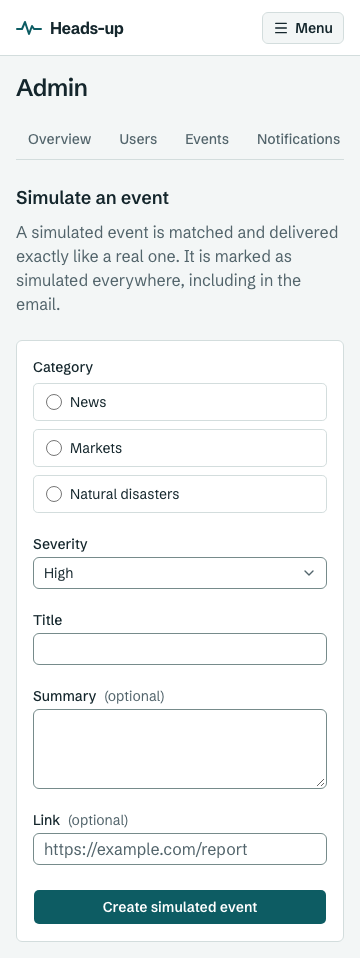 Heads-up
☰ Menu
Admin
Overview Users Events Notifications
Simulate an event
A simulated event is matched and delivered
exactly like a real one. It is marked as
simulated everywhere, including in the
email.
Category
News
Markets
Natural disasters
Severity
High
Title
Summary (optional)
Link (optional)
https://example.com/report
Create simulated event